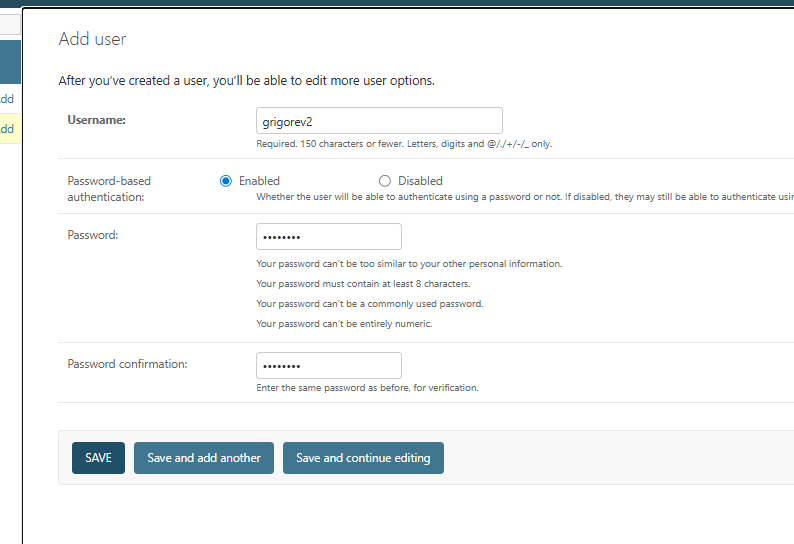 Add user
After you've created a user, you'll be able to edit more user options.
Username:
grigorev2
Required. 150 characters or fewer. Letters, digits and @/./+/-/_ only.
Password-based
authentication:
Enabled
Disabled
Whether the user will be able to authenticate using a password or not. If disabled, they may still be able to authenticate
Password:
••••••••
Your password can't be too similar to your other personal information.
Your password must contain at least 8 characters.
Your password can't be a commonly used password.
Your password can't be entirely numeric.
Password confirmation:
••••••••
Enter the same password as before, for verification.
SAVE
Save and add another
Save and continue editing